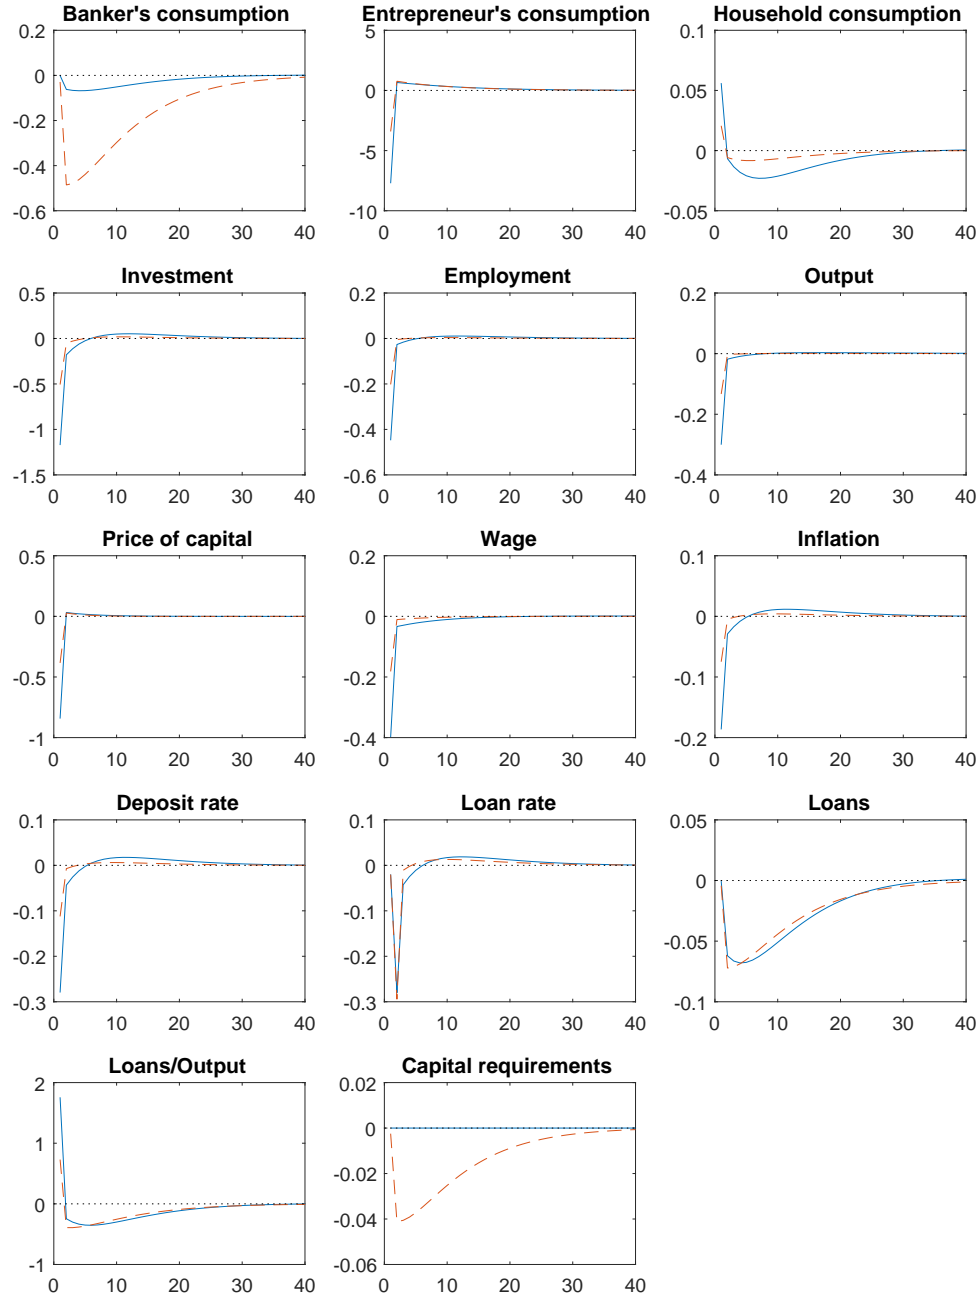 Banker's consumption
Entrepreneur's consumption
Household consumption
0.2
0
-0.2
-0.4
-0.6
0 10 20 30 40
5
0
-5
-10
0 10 20 30 40
0.1
0.05
0
-0.05
0 10 20 30 40
Investment
Employment
Output
0.5
0
-0.5
-1
-1.5
0 10 20 30 40
0.2
0
-0.2
-0.4
-0.6
0 10 20 30 40
0.2
0
-0.2
-0.4
0 10 20 30 40
Price of capital
Wage
Inflation
0.5
0
-0.5
-1
0 10 20 30 40
0.2
0
-0.2
-0.4
0 10 20 30 40
0.1
0
-0.1
-0.2
0 10 20 30 40
Deposit rate
Loan rate
Loans
0.1
0
-0.1
-0.2
-0.3
0 10 20 30 40
0.1
0
-0.1
-0.2
-0.3
0 10 20 30 40
0.05
0
-0.05
-0.1
0 10 20 30 40
Loans/Output
Capital requirements
2
1
0
-1
0 10 20 30 40
0.02
0
-0.02
-0.04
-0.06
0 10 20 30 40